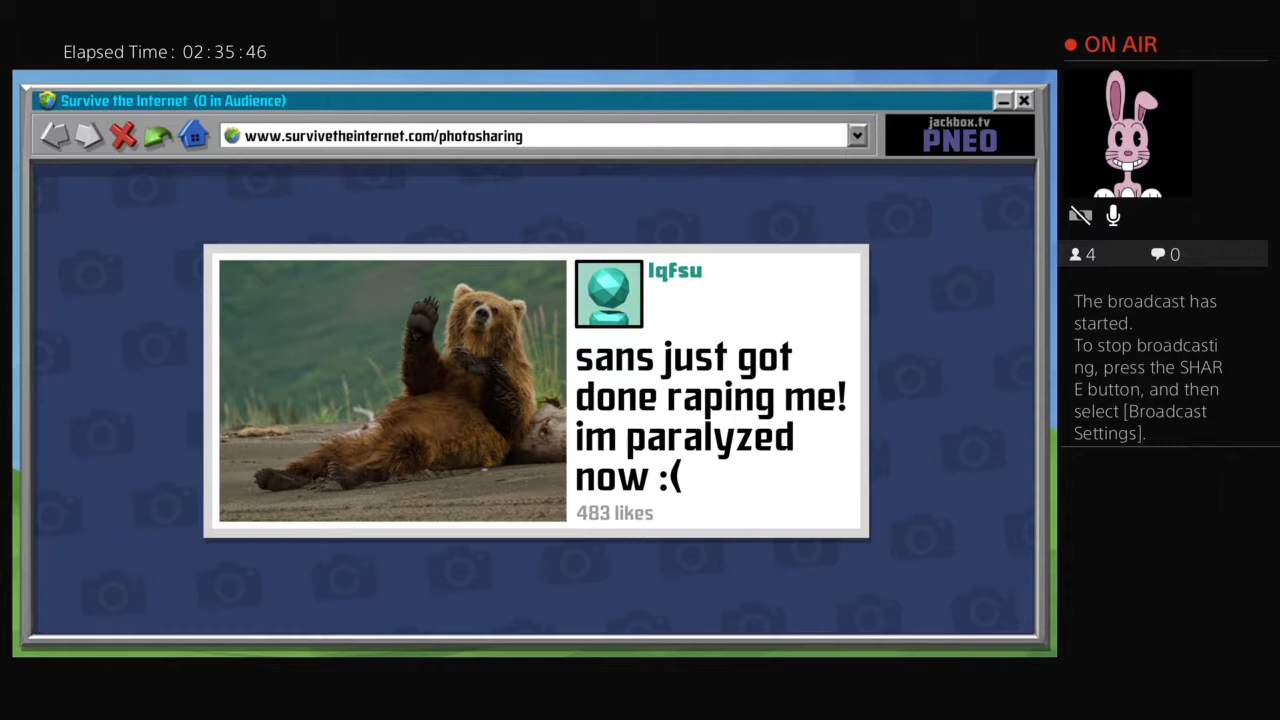 Elapsed Time: 02:35:46
ON AIR
Survive the Internet (0 in Audience)
www.survivetheinternet.com/photosharing
jackbox.tv
PNEO
lqfsu
sans just got
done raping me!
im paralyzed
now :(
483 likes
4
0
The broadcast has
started.
To stop broadcasti
ng, press the SHAR
E button, and then
select [Broadcast
Settings].